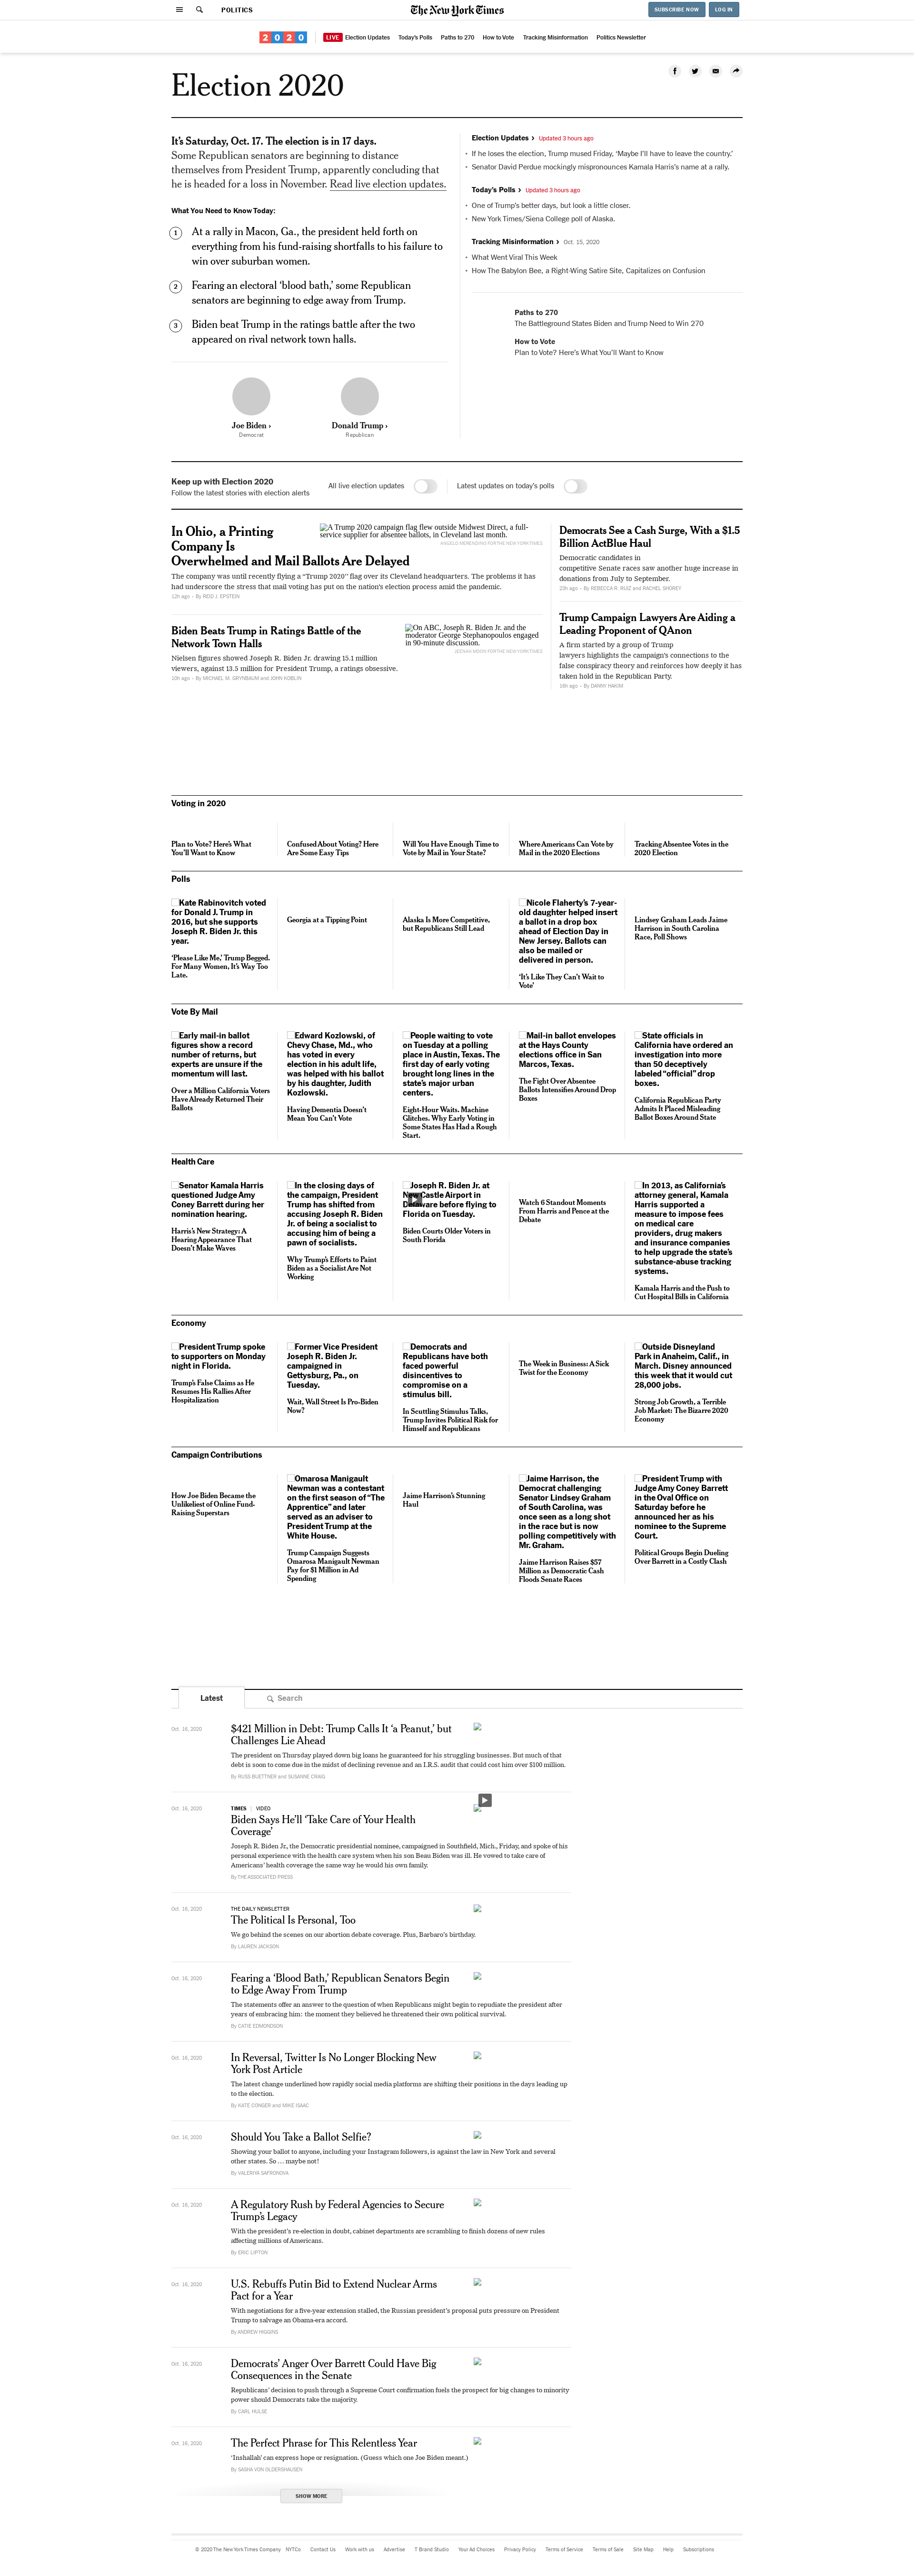 POLITICS
The New York Times
SUBSCRIBE NOW
LOG IN
2020
LIVE Election Updates
Today's Polls
Paths to 270
How to Vote
Tracking Misinformation
Politics Newsletter
Election 2020
It's Saturday, Oct. 17. The election is in 17 days.
Some Republican senators are beginning to distance
themselves from President Trump, apparently concluding that
he is headed for a loss in November. Read live election updates.
What You Need to Know Today:
1
At a rally in Macon, Ga., the president held forth on
everything from his fund-raising shortfalls to his failure to
win over suburban women.
2
Fearing an electoral 'blood bath,' some Republican
senators are beginning to edge away from Trump.
3
Biden beat Trump in the ratings battle after the two
appeared on rival network town halls.
Joe Biden ›
Democrat
Donald Trump ›
Republican
Election Updates › Updated 3 hours ago
• If he loses the election, Trump mused Friday, 'Maybe I'll have to leave the country.'
• Senator David Perdue mockingly mispronounces Kamala Harris's name at a rally.
Today's Polls › Updated 3 hours ago
• One of Trump's better days, but look a little closer.
• New York Times/Siena College poll of Alaska.
Tracking Misinformation › Oct. 15, 2020
• What Went Viral This Week
• How The Babylon Bee, a Right-Wing Satire Site, Capitalizes on Confusion
Paths to 270
The Battleground States Biden and Trump Need to Win 270
How to Vote
Plan to Vote? Here's What You'll Want to Know
Keep up with Election 2020
Follow the latest stories with election alerts
All live election updates
Latest updates on today's polls
In Ohio, a Printing
Company Is
Overwhelmed and Mail Ballots Are Delayed
A Trump 2020 campaign flag flew outside Midwest Direct, a full-
service supplier for absentee ballots, in Cleveland last month.
ANGELO MERENDINO FOR THE NEW YORK TIMES
The company was until recently flying a "Trump 2020" flag over its Cleveland headquarters. The problems it has
had underscore the stress that mail voting has put on the nation's election process amid the pandemic.
12h ago – By REID J. EPSTEIN
Biden Beats Trump in Ratings Battle of the
Network Town Halls
On ABC, Joseph R. Biden Jr. and the
moderator George Stephanopoulos engaged
in 90-minute discussion.
JEENAH MOON FOR THE NEW YORK TIMES
Nielsen figures showed Joseph R. Biden Jr. drawing 15.1 million
viewers, against 13.5 million for President Trump, a ratings obsessive.
10h ago – By MICHAEL M. GRYNBAUM and JOHN KOBLIN
Democrats See a Cash Surge, With a $1.5
Billion ActBlue Haul
Democratic candidates in
competitive Senate races saw another huge increase in
donations from July to September.
23h ago – By REBECCA R. RUIZ and RACHEL SHOREY
Trump Campaign Lawyers Are Aiding a
Leading Proponent of QAnon
A firm started by a group of Trump
lawyers highlights the campaign's connections to the
false conspiracy theory and reinforces how deeply it has
taken hold in the Republican Party.
18h ago – By DANNY HAKIM
Voting in 2020
Plan to Vote? Here's What
You'll Want to Know
Confused About Voting? Here
Are Some Easy Tips
Will You Have Enough Time to
Vote by Mail in Your State?
Where Americans Can Vote by
Mail in the 2020 Elections
Tracking Absentee Votes in the
2020 Election
Polls
Kate Rabinovitch voted
for Donald J. Trump in
2016, but she supports
Joseph R. Biden Jr. this
year.
'Please Like Me,' Trump Begged.
For Many Women, It's Way Too
Late.
Georgia at a Tipping Point
Alaska Is More Competitive,
but Republicans Still Lead
Nicole Flaherty's 7-year-
old daughter helped insert
a ballot in a drop box
ahead of Election Day in
New Jersey. Ballots can
also be mailed or
delivered in person.
'It's Like They Can't Wait to
Vote'
Lindsey Graham Leads Jaime
Harrison in South Carolina
Race, Poll Shows
Vote By Mail
Early mail-in ballot
figures show a record
number of returns, but
experts are unsure if the
momentum will last.
Over a Million California Voters
Have Already Returned Their
Ballots
Edward Kozlowski, of
Chevy Chase, Md., who
has voted in every
election in his adult life,
was helped with his ballot
by his daughter, Judith
Kozlowski.
Having Dementia Doesn't
Mean You Can't Vote
People waiting to vote
on Tuesday at a polling
place in Austin, Texas. The
first day of early voting
brought long lines in the
state's major urban
centers.
Eight-Hour Waits. Machine
Glitches. Why Early Voting in
Some States Has Had a Rough
Start.
Mail-in ballot envelopes
at the Hays County
elections office in San
Marcos, Texas.
The Fight Over Absentee
Ballots Intensifies Around Drop
Boxes
State officials in
California have ordered an
investigation into more
than 50 deceptively
labeled "official" drop
boxes.
California Republican Party
Admits It Placed Misleading
Ballot Boxes Around State
Health Care
Senator Kamala Harris
questioned Judge Amy
Coney Barrett during her
nomination hearing.
Harris's New Strategy: A
Hearing Appearance That
Doesn't Make Waves
In the closing days of
the campaign, President
Trump has shifted from
accusing Joseph R. Biden
Jr. of being a socialist to
accusing him of being a
pawn of socialists.
Why Trump's Efforts to Paint
Biden as a Socialist Are Not
Working
Joseph R. Biden Jr. at
New Castle Airport in
Delaware before flying to
Florida on Tuesday.
Biden Courts Older Voters in
South Florida
Watch 6 Standout Moments
From Harris and Pence at the
Debate
In 2013, as California's
attorney general, Kamala
Harris supported a
measure to impose fees
on medical care
providers, drug makers
and insurance companies
to help upgrade the state's
substance-abuse tracking
systems.
Kamala Harris and the Push to
Cut Hospital Bills in California
Economy
President Trump spoke
to supporters on Monday
night in Florida.
Trump's False Claims as He
Resumes His Rallies After
Hospitalization
Former Vice President
Joseph R. Biden Jr.
campaigned in
Gettysburg, Pa., on
Tuesday.
Wait, Wall Street Is Pro-Biden
Now?
Democrats and
Republicans have both
faced powerful
disincentives to
compromise on a
stimulus bill.
In Scuttling Stimulus Talks,
Trump Invites Political Risk for
Himself and Republicans
The Week in Business: A Sick
Twist for the Economy
Outside Disneyland
Park in Anaheim, Calif., in
March. Disney announced
this week that it would cut
28,000 jobs.
Strong Job Growth, a Terrible
Job Market: The Bizarre 2020
Economy
Campaign Contributions
How Joe Biden Became the
Unlikeliest of Online Fund-
Raising Superstars
Omarosa Manigault
Newman was a contestant
on the first season of "The
Apprentice" and later
served as an adviser to
President Trump at the
White House.
Trump Campaign Suggests
Omarosa Manigault Newman
Pay for $1 Million in Ad
Spending
Jaime Harrison's Stunning
Haul
Jaime Harrison, the
Democrat challenging
Senator Lindsey Graham
of South Carolina, was
once seen as a long shot
in the race but is now
polling competitively with
Mr. Graham.
Jaime Harrison Raises $57
Million as Democratic Cash
Floods Senate Races
President Trump with
Judge Amy Coney Barrett
in the Oval Office on
Saturday before he
announced her as his
nominee to the Supreme
Court.
Political Groups Begin Dueling
Over Barrett in a Costly Clash
Latest
Search
Oct. 16, 2020
$421 Million in Debt: Trump Calls It 'a Peanut,' but
Challenges Lie Ahead
The president on Thursday played down big loans he guaranteed for his struggling businesses. But much of that
debt is soon to come due in the midst of declining revenue and an I.R.S. audit that could cost him over $100 million.
By RUSS BUETTNER and SUSANNE CRAIG
Oct. 16, 2020
TIMES | VIDEO
Biden Says He'll 'Take Care of Your Health
Coverage'
Joseph R. Biden Jr., the Democratic presidential nominee, campaigned in Southfield, Mich., Friday, and spoke of his
personal experience with the health care system when his son Beau Biden was ill. He vowed to take care of
Americans' health coverage the same way he would his own family.
By THE ASSOCIATED PRESS
Oct. 16, 2020
THE DAILY NEWSLETTER
The Political Is Personal, Too
We go behind the scenes on our abortion debate coverage. Plus, Barbaro's birthday.
By LAUREN JACKSON
Oct. 16, 2020
Fearing a 'Blood Bath,' Republican Senators Begin
to Edge Away From Trump
The statements offer an answer to the question of when Republicans might begin to repudiate the president after
years of embracing him: the moment they believed he threatened their own political survival.
By CATIE EDMONDSON
Oct. 16, 2020
In Reversal, Twitter Is No Longer Blocking New
York Post Article
The latest change underlined how rapidly social media platforms are shifting their positions in the days leading up
to the election.
By KATE CONGER and MIKE ISAAC
Oct. 16, 2020
Should You Take a Ballot Selfie?
Showing your ballot to anyone, including your Instagram followers, is against the law in New York and several
other states. So … maybe not!
By VALERIYA SAFRONOVA
Oct. 16, 2020
A Regulatory Rush by Federal Agencies to Secure
Trump's Legacy
With the president's re-election in doubt, cabinet departments are scrambling to finish dozens of new rules
affecting millions of Americans.
By ERIC LIPTON
Oct. 16, 2020
U.S. Rebuffs Putin Bid to Extend Nuclear Arms
Pact for a Year
With negotiations for a five-year extension stalled, the Russian president's proposal puts pressure on President
Trump to salvage an Obama-era accord.
By ANDREW HIGGINS
Oct. 16, 2020
Democrats' Anger Over Barrett Could Have Big
Consequences in the Senate
Republicans' decision to push through a Supreme Court confirmation fuels the prospect for big changes to minority
power should Democrats take the majority.
By CARL HULSE
Oct. 16, 2020
The Perfect Phrase for This Relentless Year
'Inshallah' can express hope or resignation. (Guess which one Joe Biden meant.)
By SASHA VON OLDERSHAUSEN
SHOW MORE
© 2020 The New York Times Company
NYTCo
Contact Us
Work with us
Advertise
T Brand Studio
Your Ad Choices
Privacy Policy
Terms of Service
Terms of Sale
Site Map
Help
Subscriptions